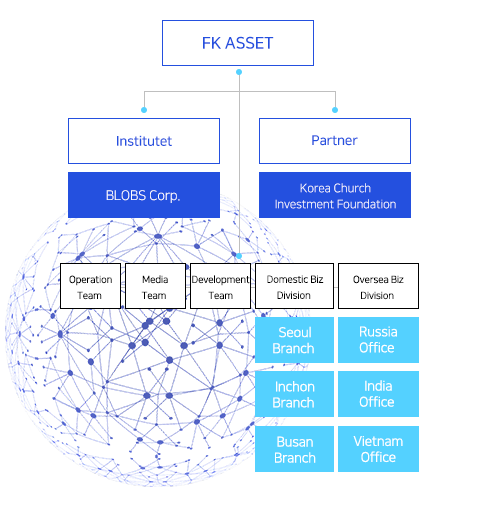 FK ASSET
Institutet
Partner
BLOBS Corp.
Korea Church
Investment Foundation
Operation
Team
Media
Team
Development
Team
Domestic Biz
Division
Oversea Biz
Division
Seoul
Branch
Russia
Office
Inchon
Branch
India
Office
Busan
Branch
Vietnam
Office